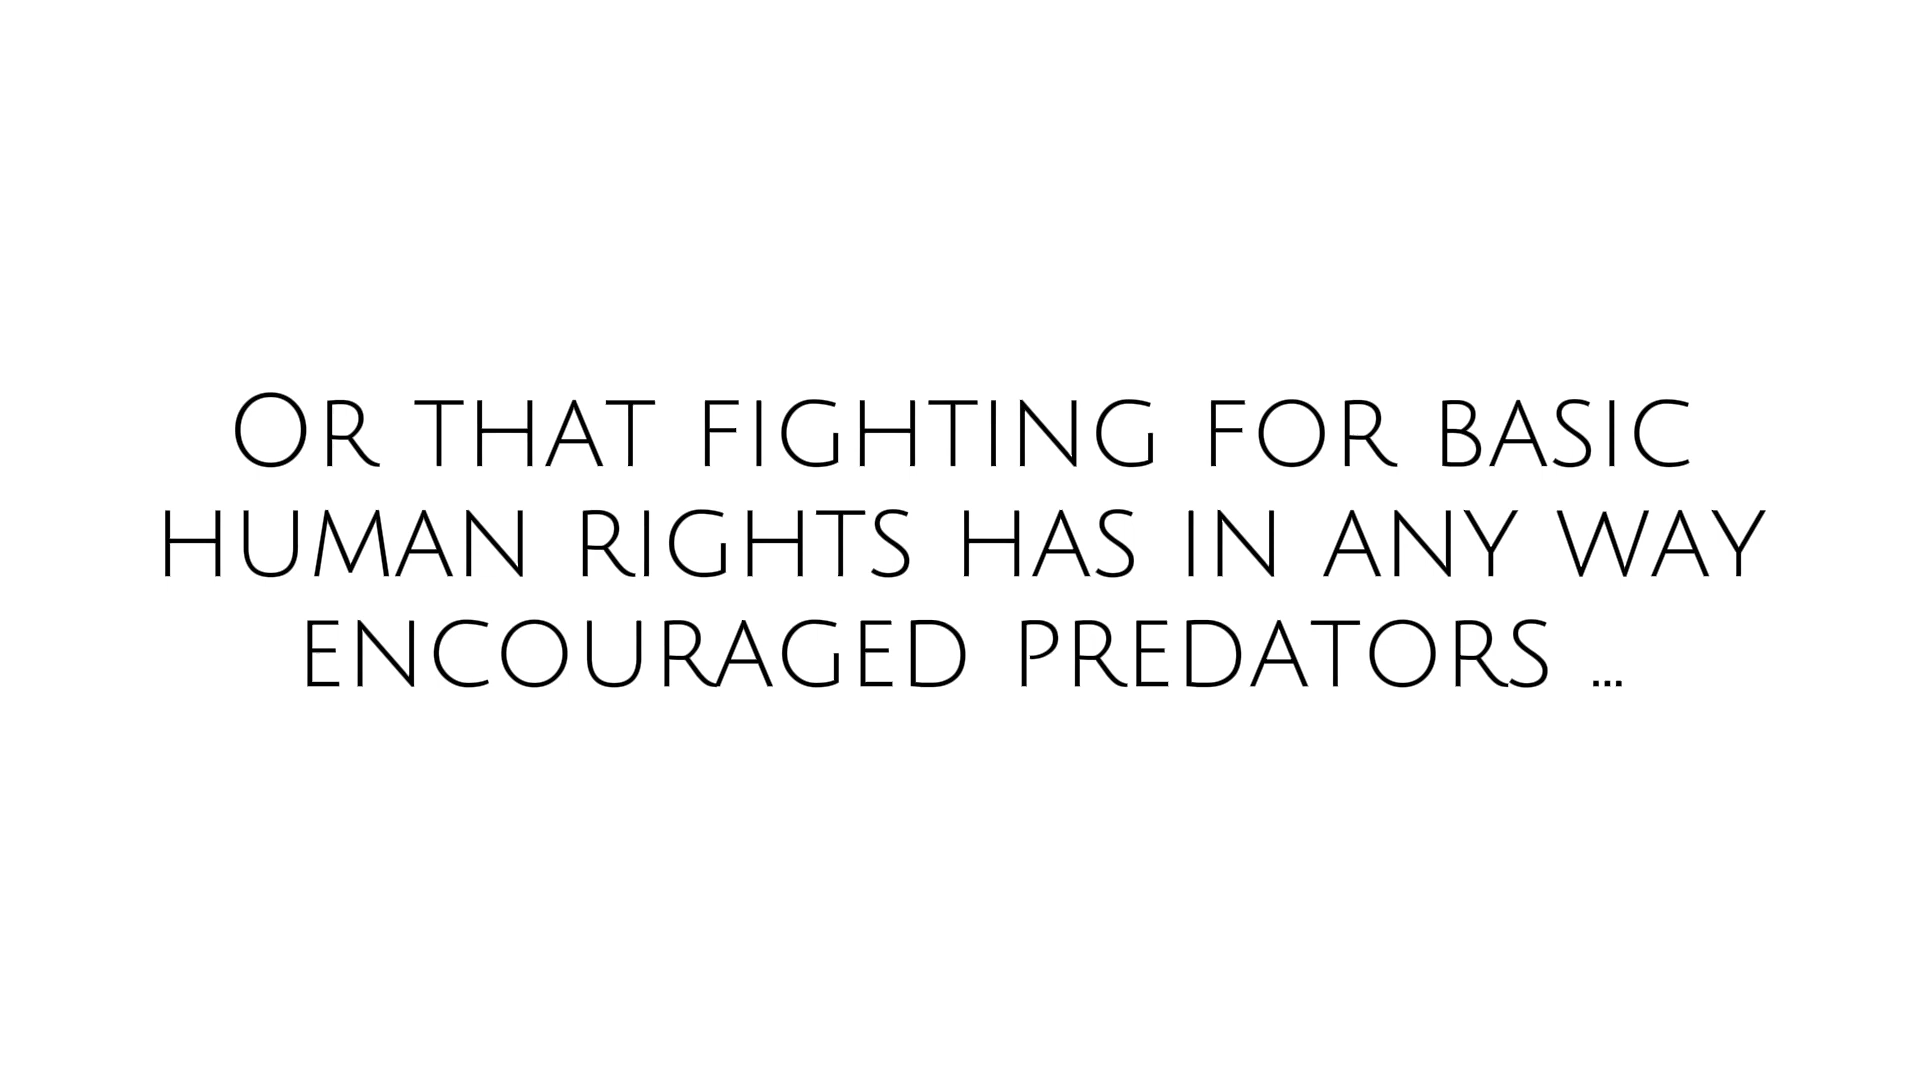 Or that fighting for basic
human rights has in any way
encouraged predators ...